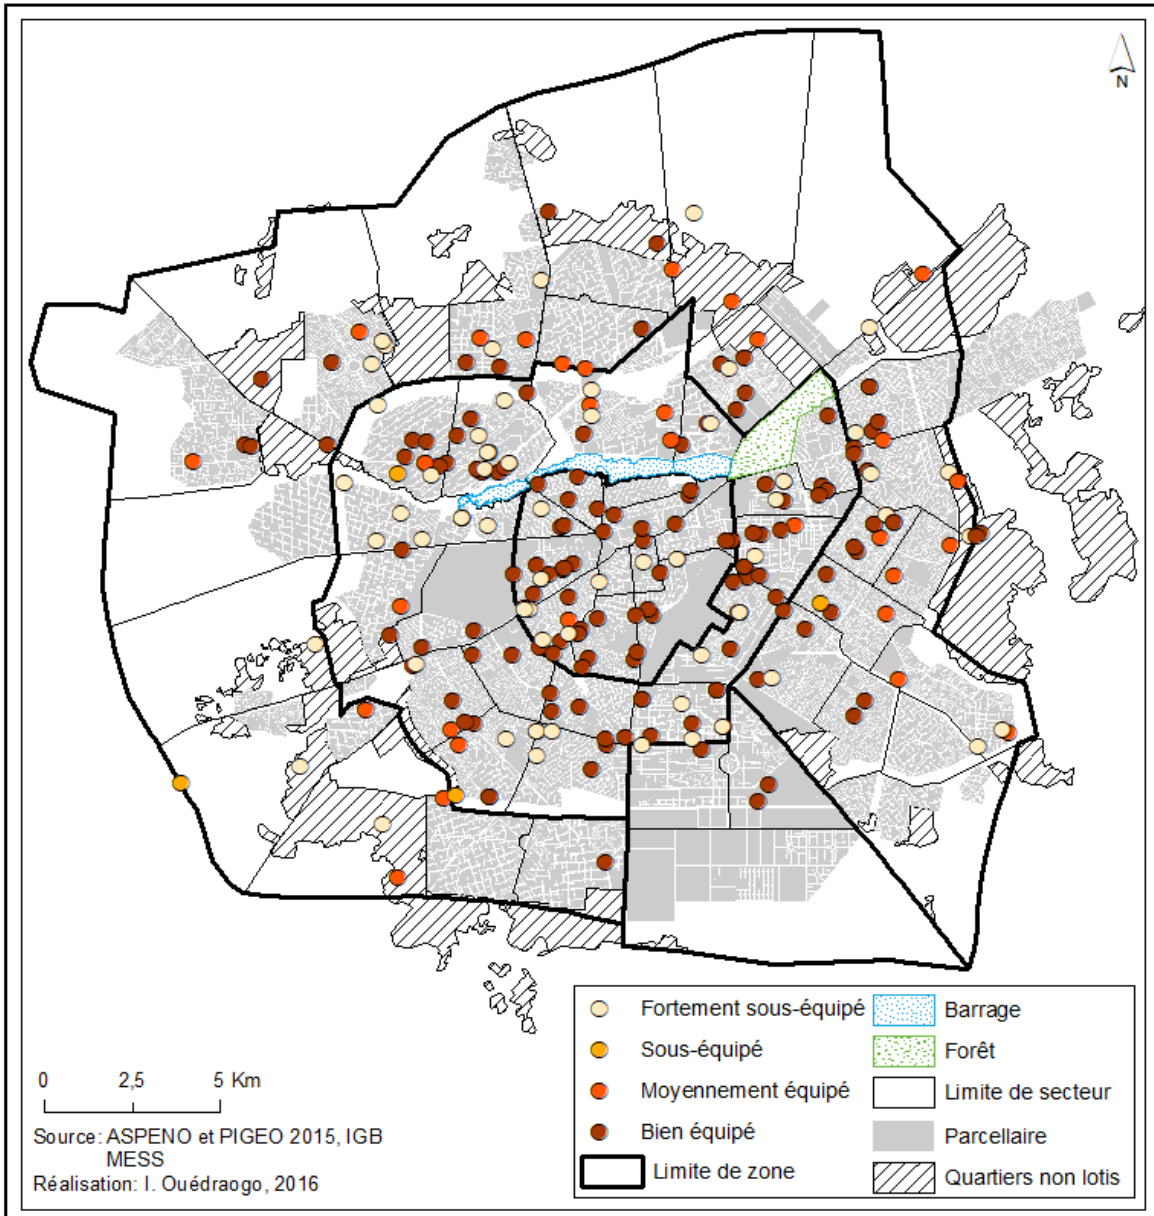 N
Fortement sous-équipé
Barrage
Sous-équipé
Forêt
Moyennement équipé
Limite de secteur
Bien équipé
Parcellaire
Limite de zone
Quartiers non lotis
0 2,5 5 Km
Source: ASPENO et PIGEO 2015, IGB
MESS
Réalisation: I. Ouédraogo, 2016